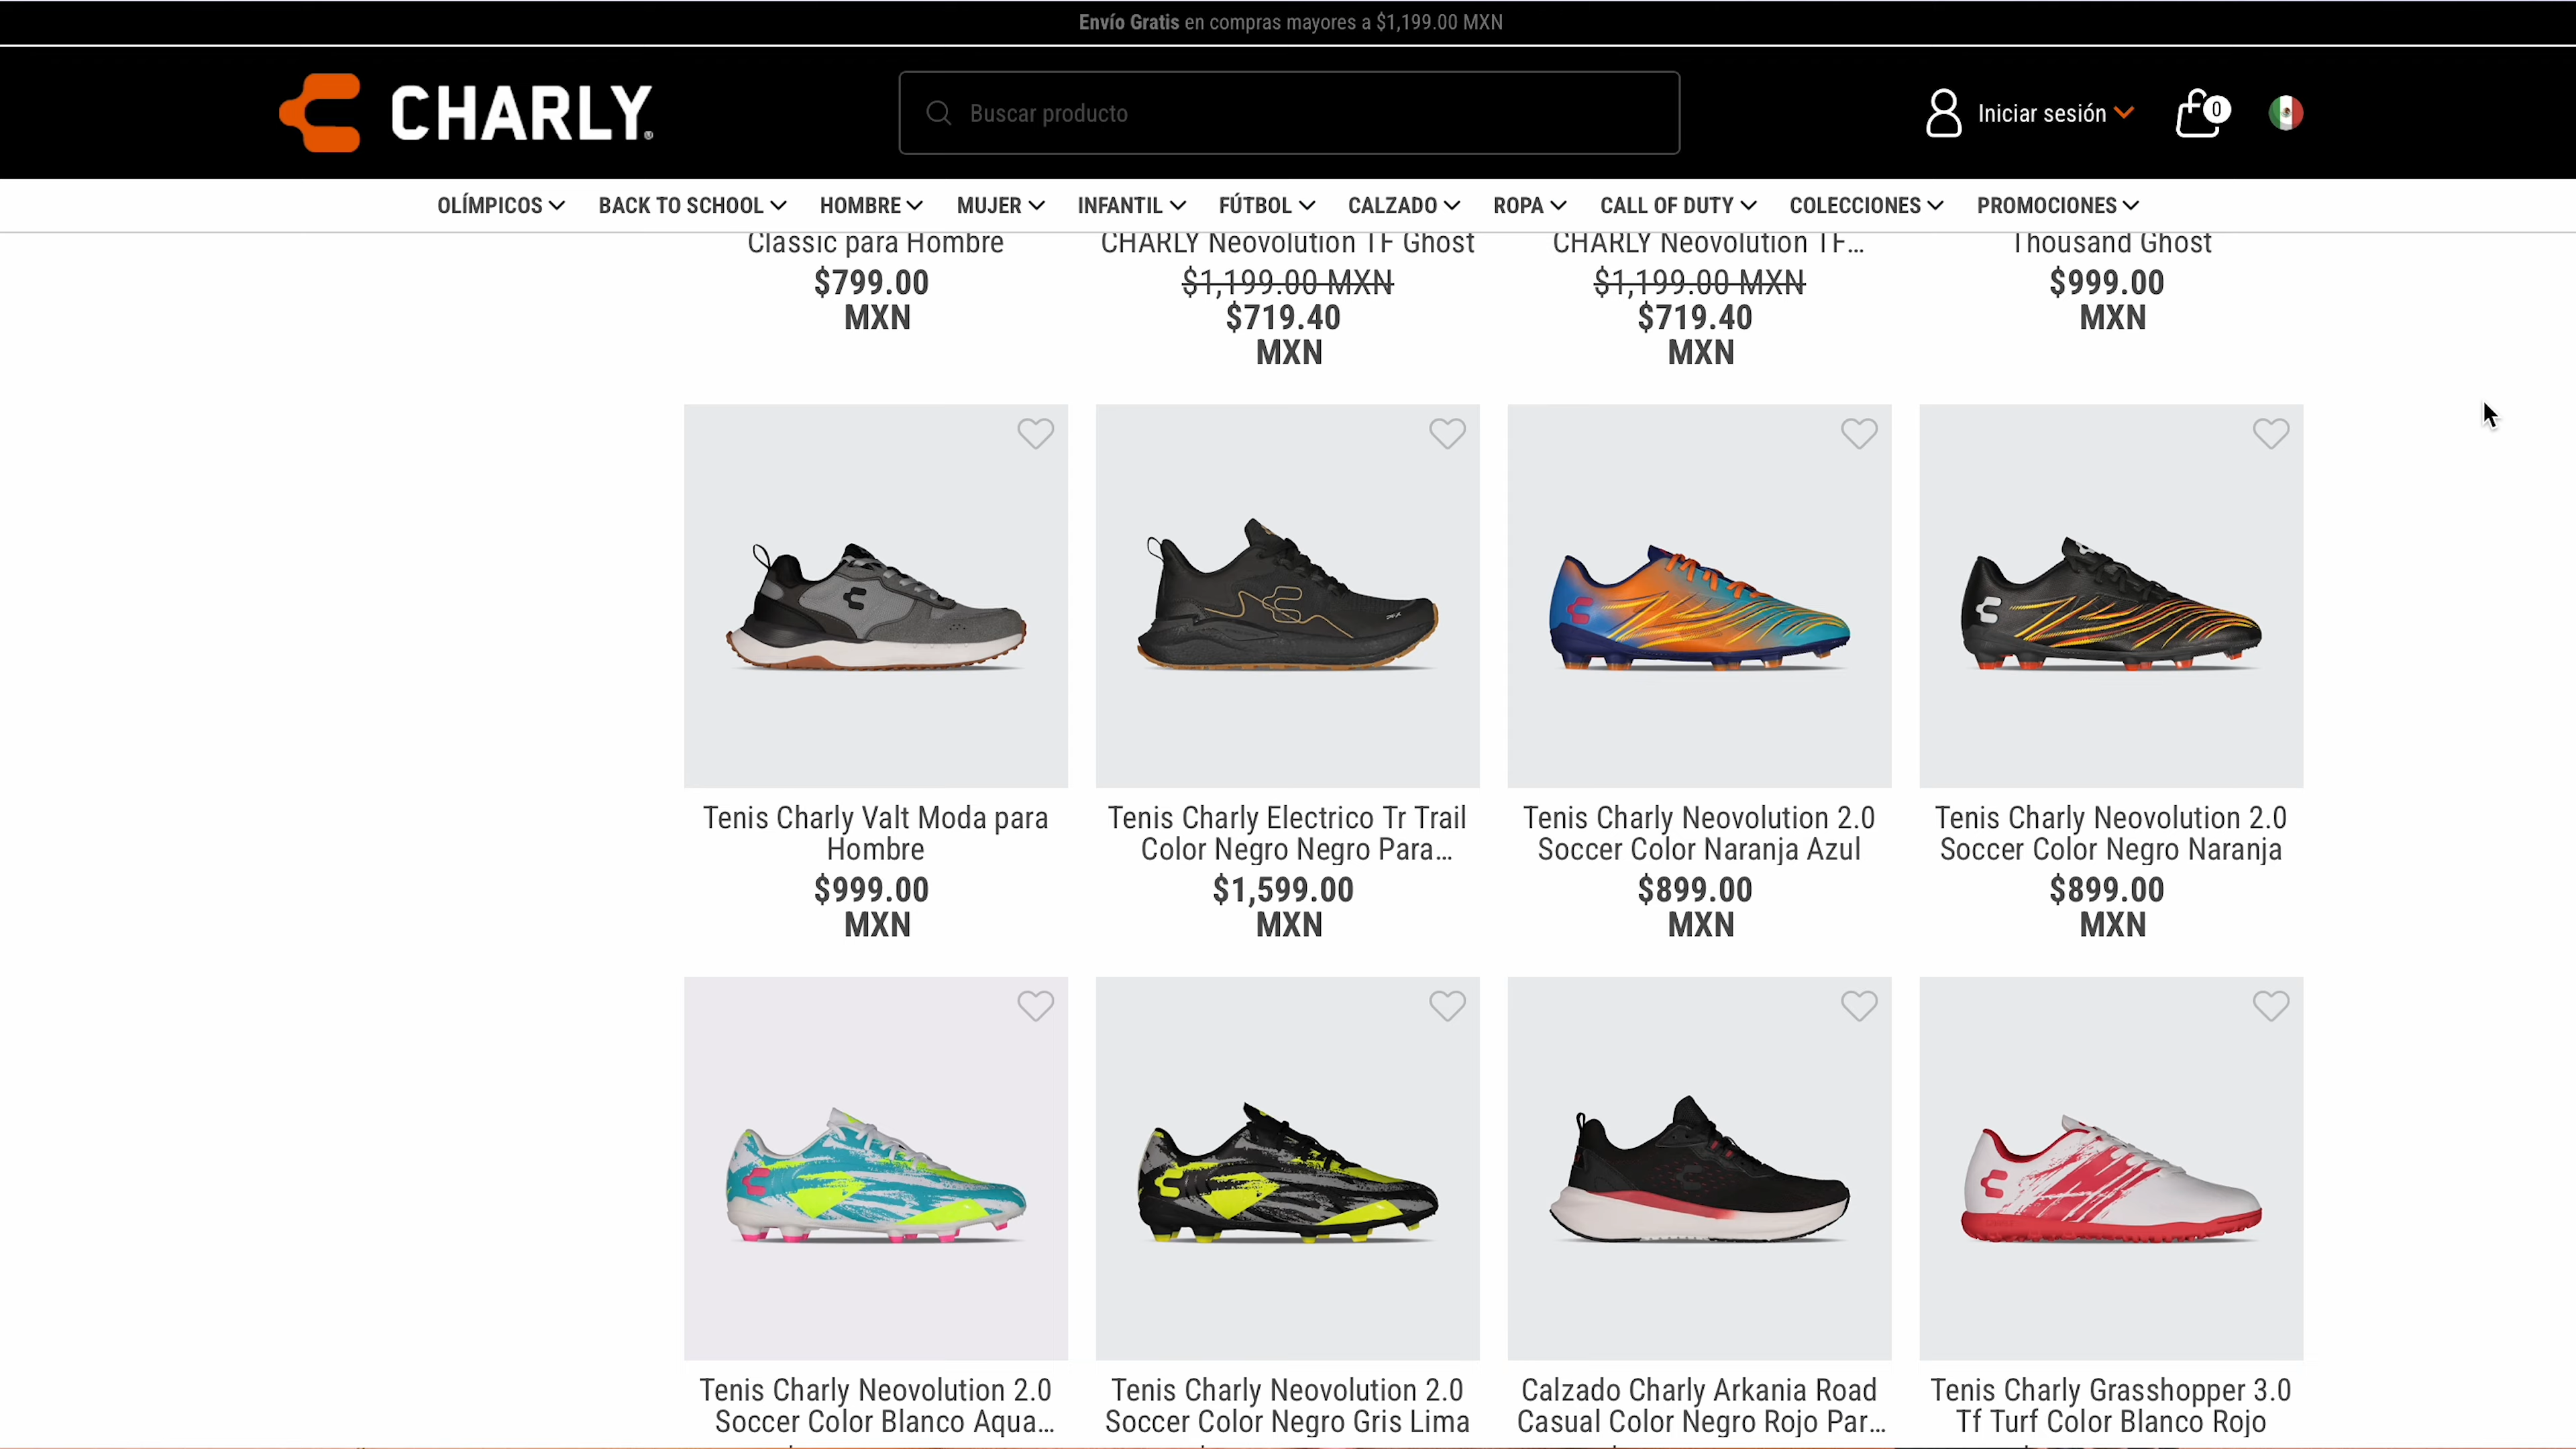 Envío Gratis en compras mayores a $1,199.00 MXN
CHARLY
Buscar producto
Iniciar sesión
0
OLÍMPICOS BACK TO SCHOOL HOMBRE MUJER INFANTIL FÚTBOL CALZADO ROPA CALL OF DUTY COLECCIONES PROMOCIONES
Classic para Hombre
$799.00
MXN
CHARLY Neovolution TF Ghost
$1,199.00 MXN
$719.40
MXN
CHARLY Neovolution TF...
$1,199.00 MXN
$719.40
MXN
Thousand Ghost
$999.00
MXN
Tenis Charly Valt Moda para
Hombre
$999.00
MXN
Tenis Charly Electrico Tr Trail
Color Negro Negro Para...
$1,599.00
MXN
Tenis Charly Neovolution 2.0
Soccer Color Naranja Azul
$899.00
MXN
Tenis Charly Neovolution 2.0
Soccer Color Negro Naranja
$899.00
MXN
Tenis Charly Neovolution 2.0
Soccer Color Blanco Aqua...
Tenis Charly Neovolution 2.0
Soccer Color Negro Gris Lima
Calzado Charly Arkania Road
Casual Color Negro Rojo Par...
Tenis Charly Grasshopper 3.0
Tf Turf Color Blanco Rojo